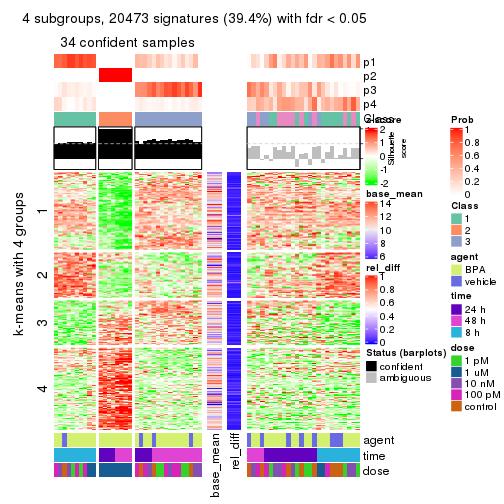 4 subgroups, 20473 signatures (39.4%) with fdr < 0.05
34 confident samples
p1
p2
p3
p4
Class
Silhouette
score
k-means with 4 groups
1
2
3
4
base_mean
rel_diff
agent
time
dose
z-score
2
1
0
-1
-2
base_mean
14
12
10
8
6
rel_diff
1
0.8
0.6
0.4
0.2
0
Status (barplots)
confident
ambiguous
Prob
1
0.8
0.6
0.4
0.2
0
Class
1
2
3
agent
BPA
vehicle
time
24 h
48 h
8 h
dose
1 pM
1 uM
10 nM
100 pM
control